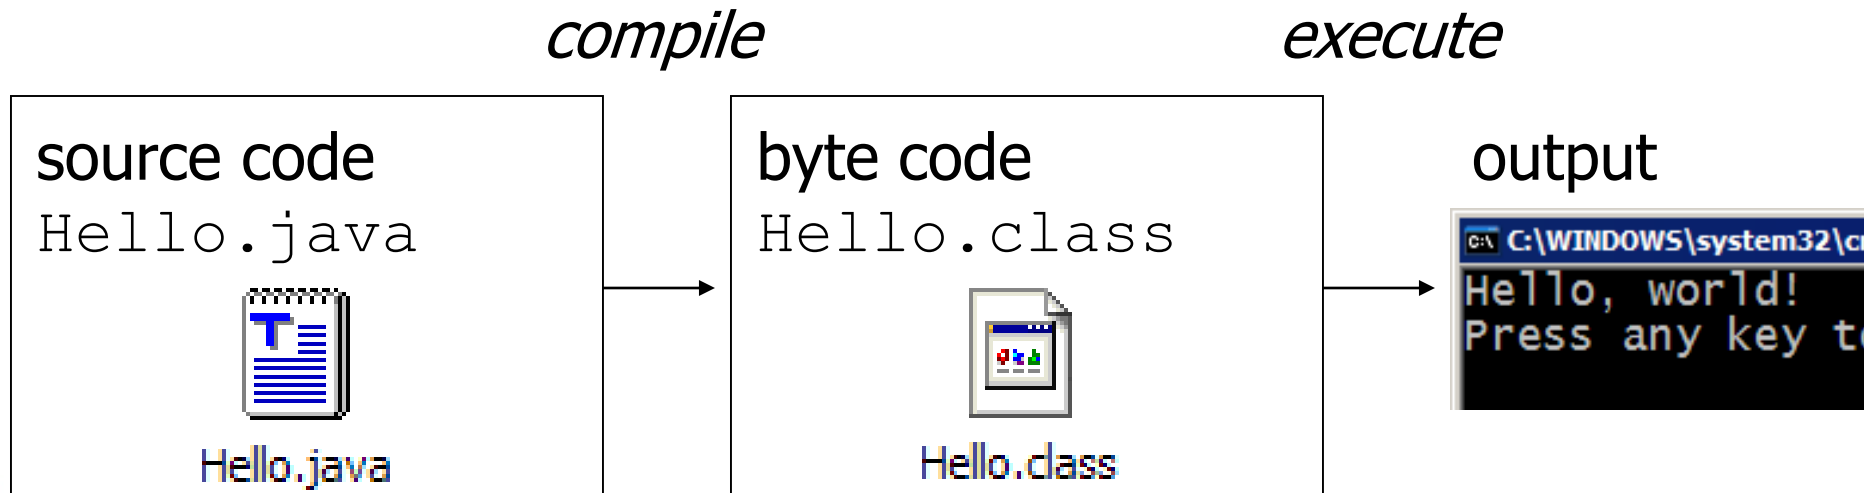 compile
execute
source code
Hello.java
Hello.java
byte code
Hello.class
Hello.class
output
C:\WINDOWS\system32\c
Hello, world!
Press any key t